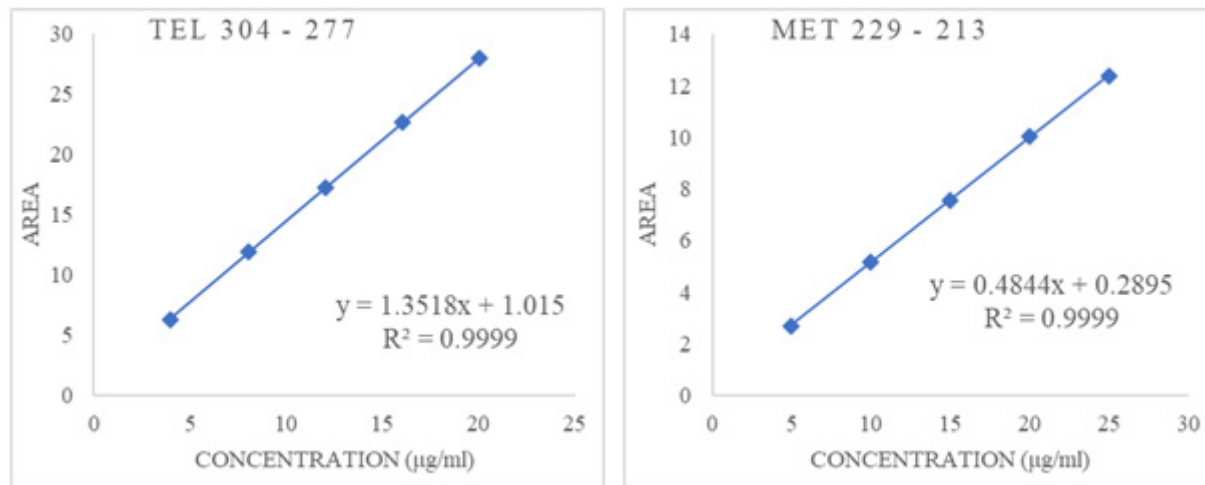 TEL 304 - 277
30
25
20
15
10
5
0
AREA
y = 1.3518x + 1.015
R² = 0.9999
0 5 10 15 20 25
CONCENTRATION (µg/ml)
MET 229 - 213
14
12
10
8
6
4
2
0
AREA
y = 0.4844x + 0.2895
R² = 0.9999
0 5 10 15 20 25 30
CONCENTRATION (µg/ml)